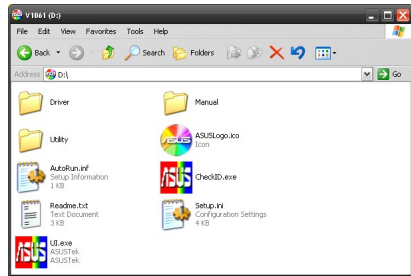 V1061 (D:)
File Edit View Favorites Tools Help
Back Search Folders
Address D:\ Go
Driver
Manual
Utility
ASUSLogo.ico
Icon
AutoRun.inf
Setup Information
1 KB
CheckID.exe
Readme.txt
Text Document
3 KB
Setup.ini
Configuration Settings
4 KB
UI.exe
ASUSTek
ASUSTek